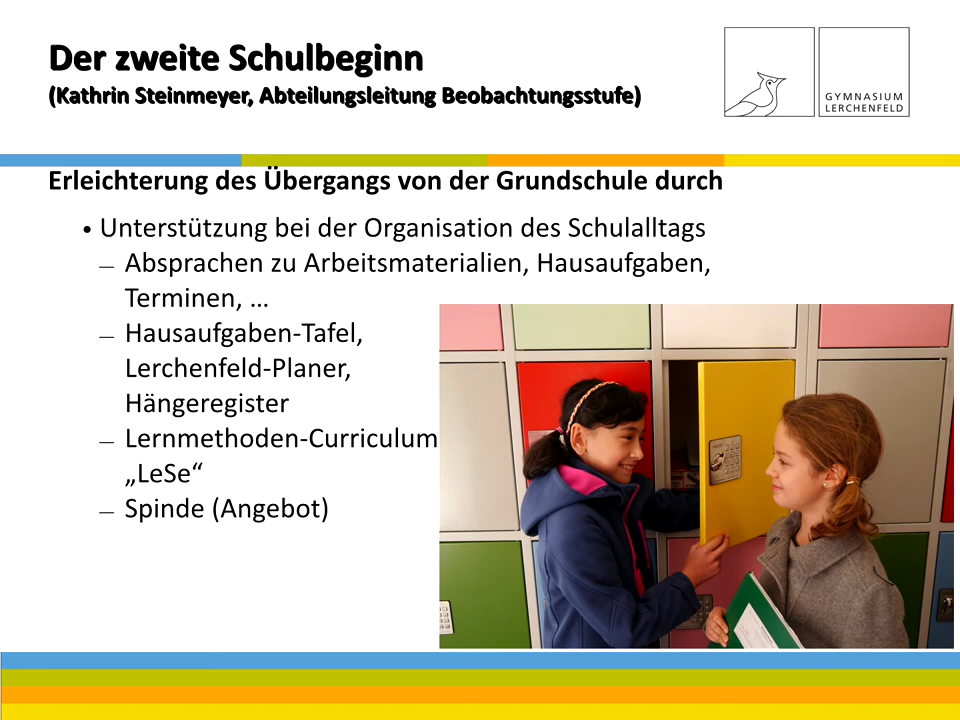 Der zweite Schulbeginn
(Kathrin Steinmeyer, Abteilungsleitung Beobachtungsstufe)
GYMNASIUM
LERCHENFELD
Erleichterung des Übergangs von der Grundschule durch
• Unterstützung bei der Organisation des Schulalltags
— Absprachen zu Arbeitsmaterialien, Hausaufgaben,
Terminen, …
— Hausaufgaben-Tafel,
Lerchenfeld-Planer,
Hängeregister
— Lernmethoden-Curriculum
„LeSe“
— Spinde (Angebot)